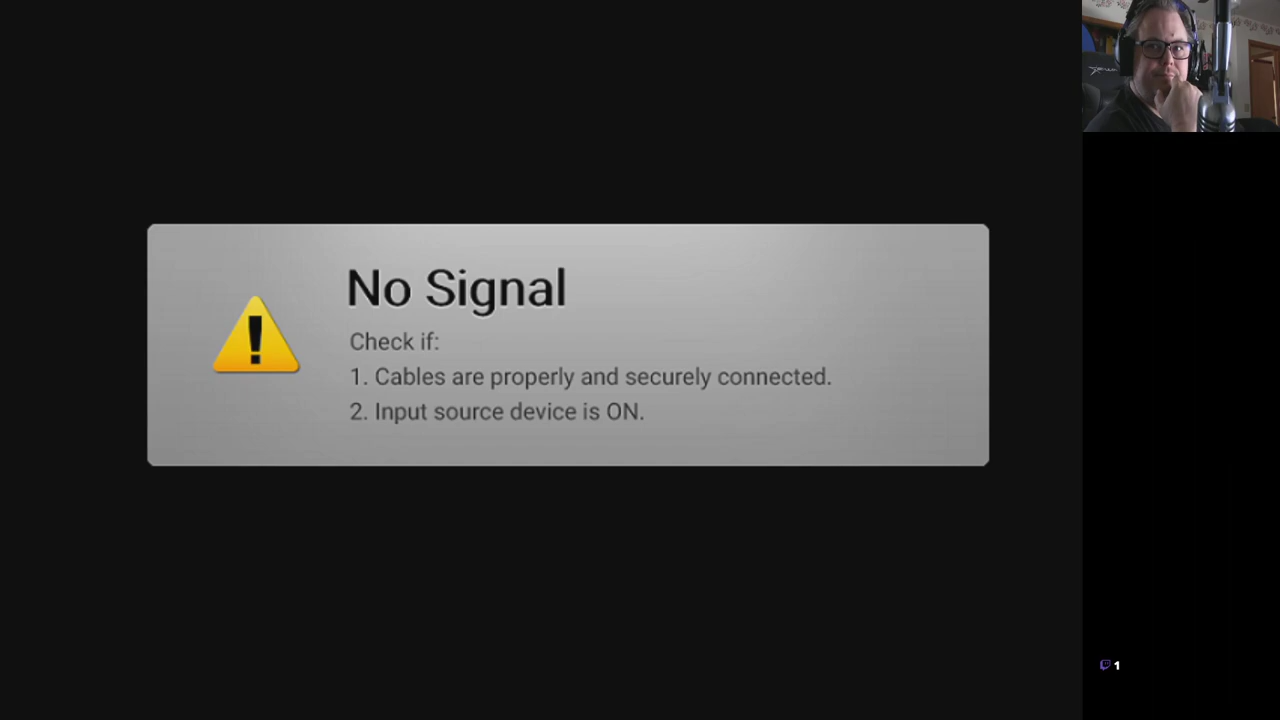 No Signal
Check if:
1. Cables are properly and securely connected.
2. Input source device is ON.
1